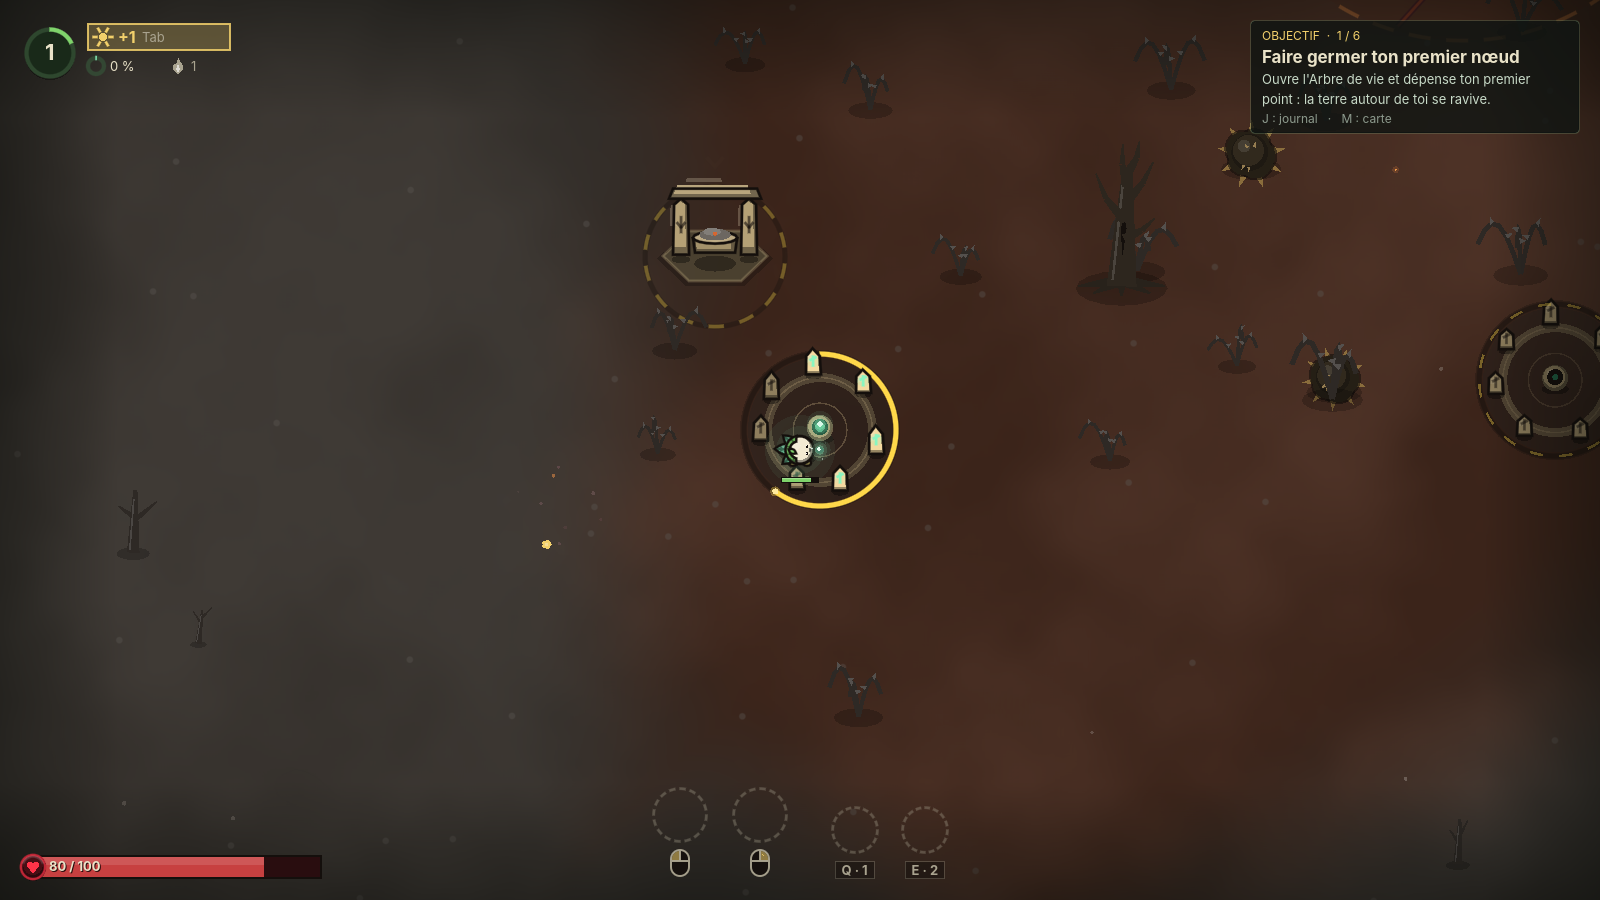 1
+1 Tab
0 %
1
OBJECTIF · 1 / 6
Faire germer ton premier nœud
Ouvre l'Arbre de vie et dépense ton premier
point : la terre autour de toi se ravive.
J : journal · M : carte
80 / 100
Q · 1
E · 2